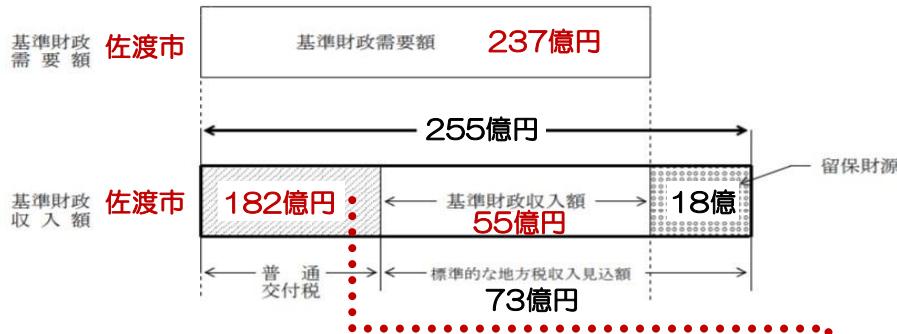 基準財政
需要額
佐渡市
基準財政需要額 237億円
255億円
留保財源
基準財政
収入額
佐渡市
182億円
基準財政収入額
55億円
18億
普通
交付税
標準的な地方税収入見込額
73億円